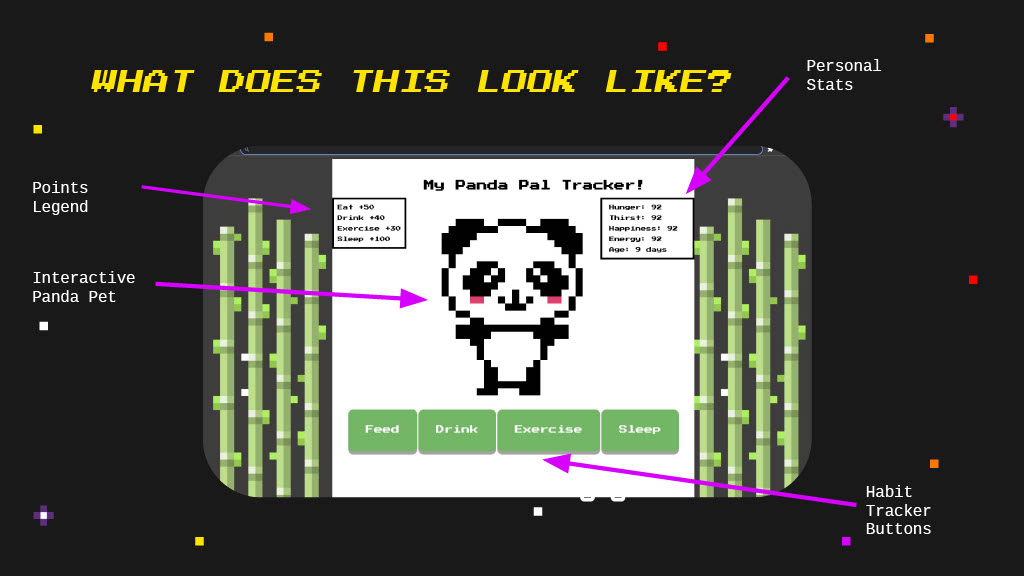 WHAT DOES THIS LOOK LIKE?
Personal
Stats
Points
Legend
My Panda Pal Tracker!
Eat +50
Drink +40
Exercise +30
Sleep +100
Hunger: 92
Thirst: 92
Happiness: 92
Energy: 92
Age: 9 days
Interactive
Panda Pet
Feed
Drink
Exercise
Sleep
Habit
Tracker
Buttons